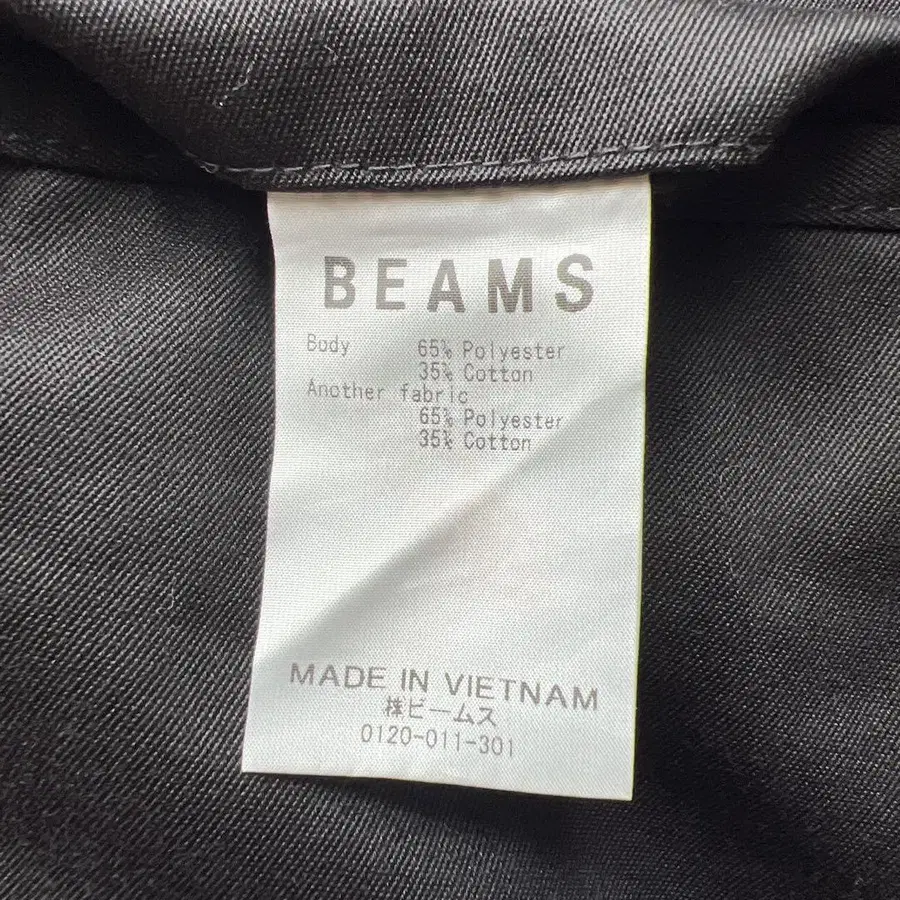 BEAMS
Body 65% Polyester
35% Cotton
Another fabric
65% Polyester
35% Cotton
MADE IN VIETNAM
㈱ビームス
0120-011-301